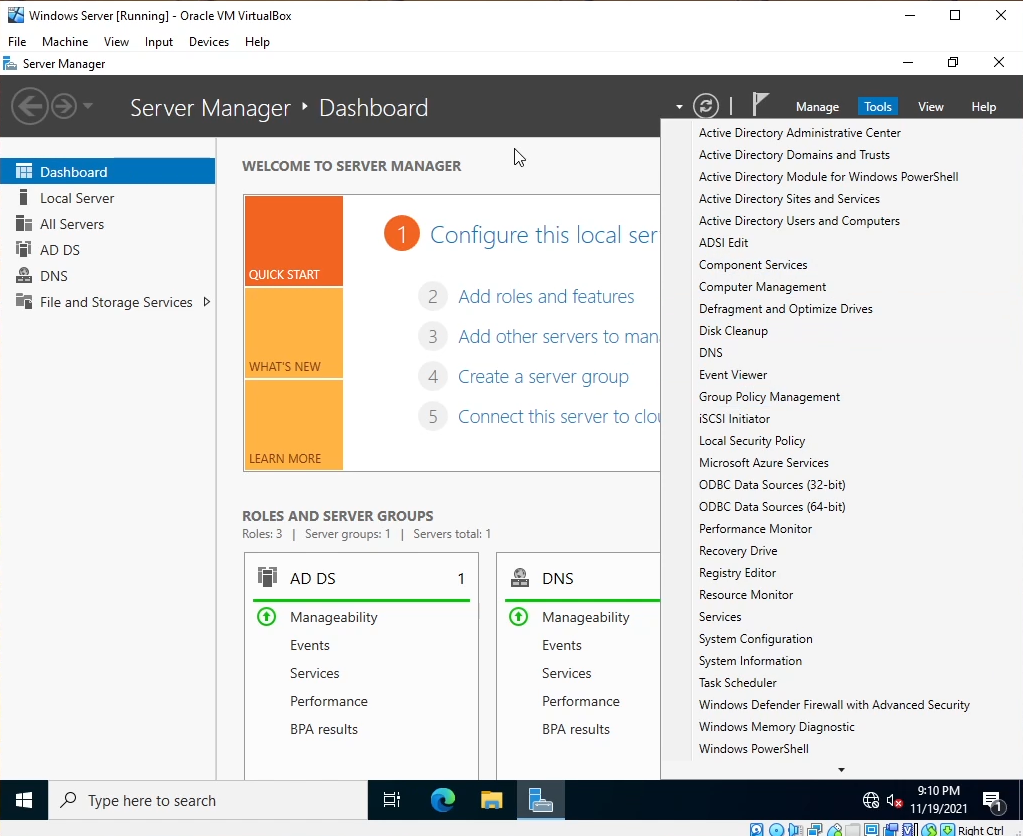 Windows Server [Running] - Oracle VM VirtualBox
File Machine View Input Devices Help
Server Manager
Server Manager ‣ Dashboard
Manage Tools View Help
Dashboard
Local Server
All Servers
AD DS
DNS
File and Storage Services
WELCOME TO SERVER MANAGER
QUICK START
WHAT'S NEW
LEARN MORE
1 Configure this local ser
2 Add roles and features
3 Add other servers to man
4 Create a server group
5 Connect this server to clou
ROLES AND SERVER GROUPS
Roles: 3 | Server groups: 1 | Servers total: 1
AD DS 1
Manageability
Events
Services
Performance
BPA results
DNS
Manageability
Events
Services
Performance
BPA results
Active Directory Administrative Center
Active Directory Domains and Trusts
Active Directory Module for Windows PowerShell
Active Directory Sites and Services
Active Directory Users and Computers
ADSI Edit
Component Services
Computer Management
Defragment and Optimize Drives
Disk Cleanup
DNS
Event Viewer
Group Policy Management
iSCSI Initiator
Local Security Policy
Microsoft Azure Services
ODBC Data Sources (32-bit)
ODBC Data Sources (64-bit)
Performance Monitor
Recovery Drive
Registry Editor
Resource Monitor
Services
System Configuration
System Information
Task Scheduler
Windows Defender Firewall with Advanced Security
Windows Memory Diagnostic
Windows PowerShell
Type here to search
9:10 PM
11/19/2021
1
Right Ctrl